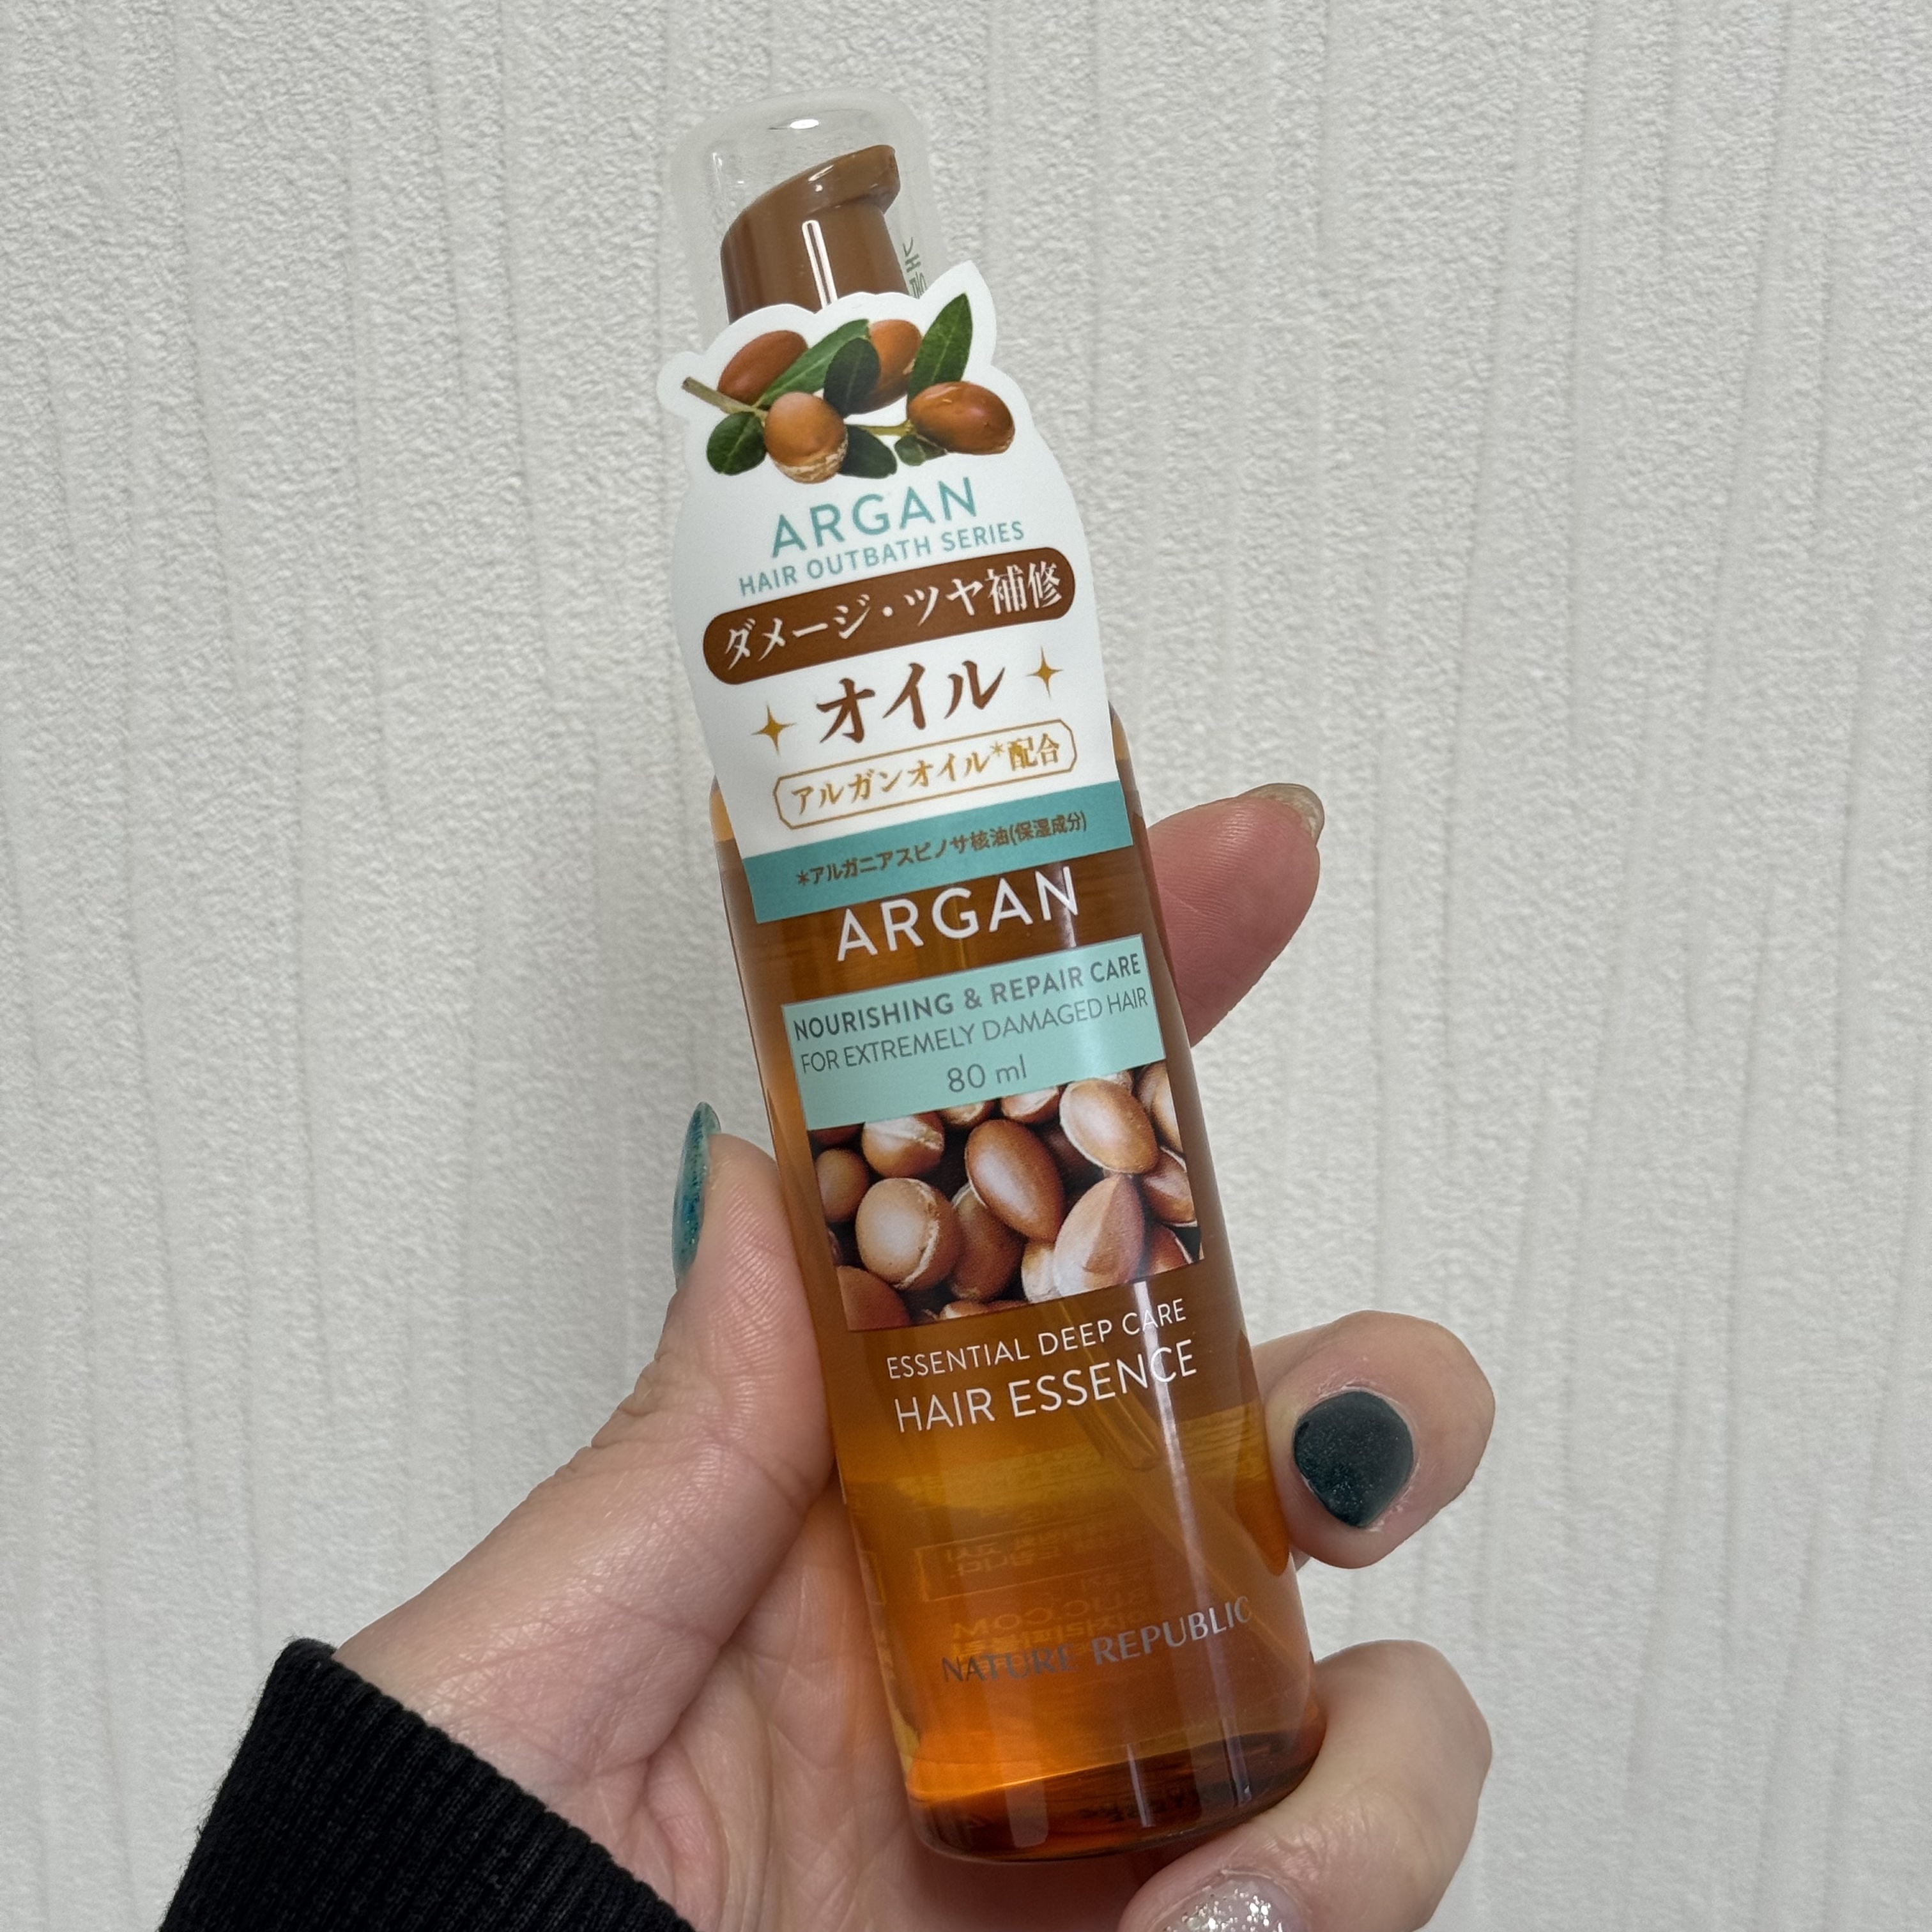 ARGAN
HAIR OUTBATH SERIES
ダメージ・ツヤ補修
オイル
アルガンオイル*配合
*アルガニアスピノサ核油(保湿成分)
ARGAN
NOURISHING & REPAIR CARE
FOR EXTREMELY DAMAGED HAIR
80 ml
ESSENTIAL DEEP CARE
HAIR ESSENCE
NATURE REPUBLIC